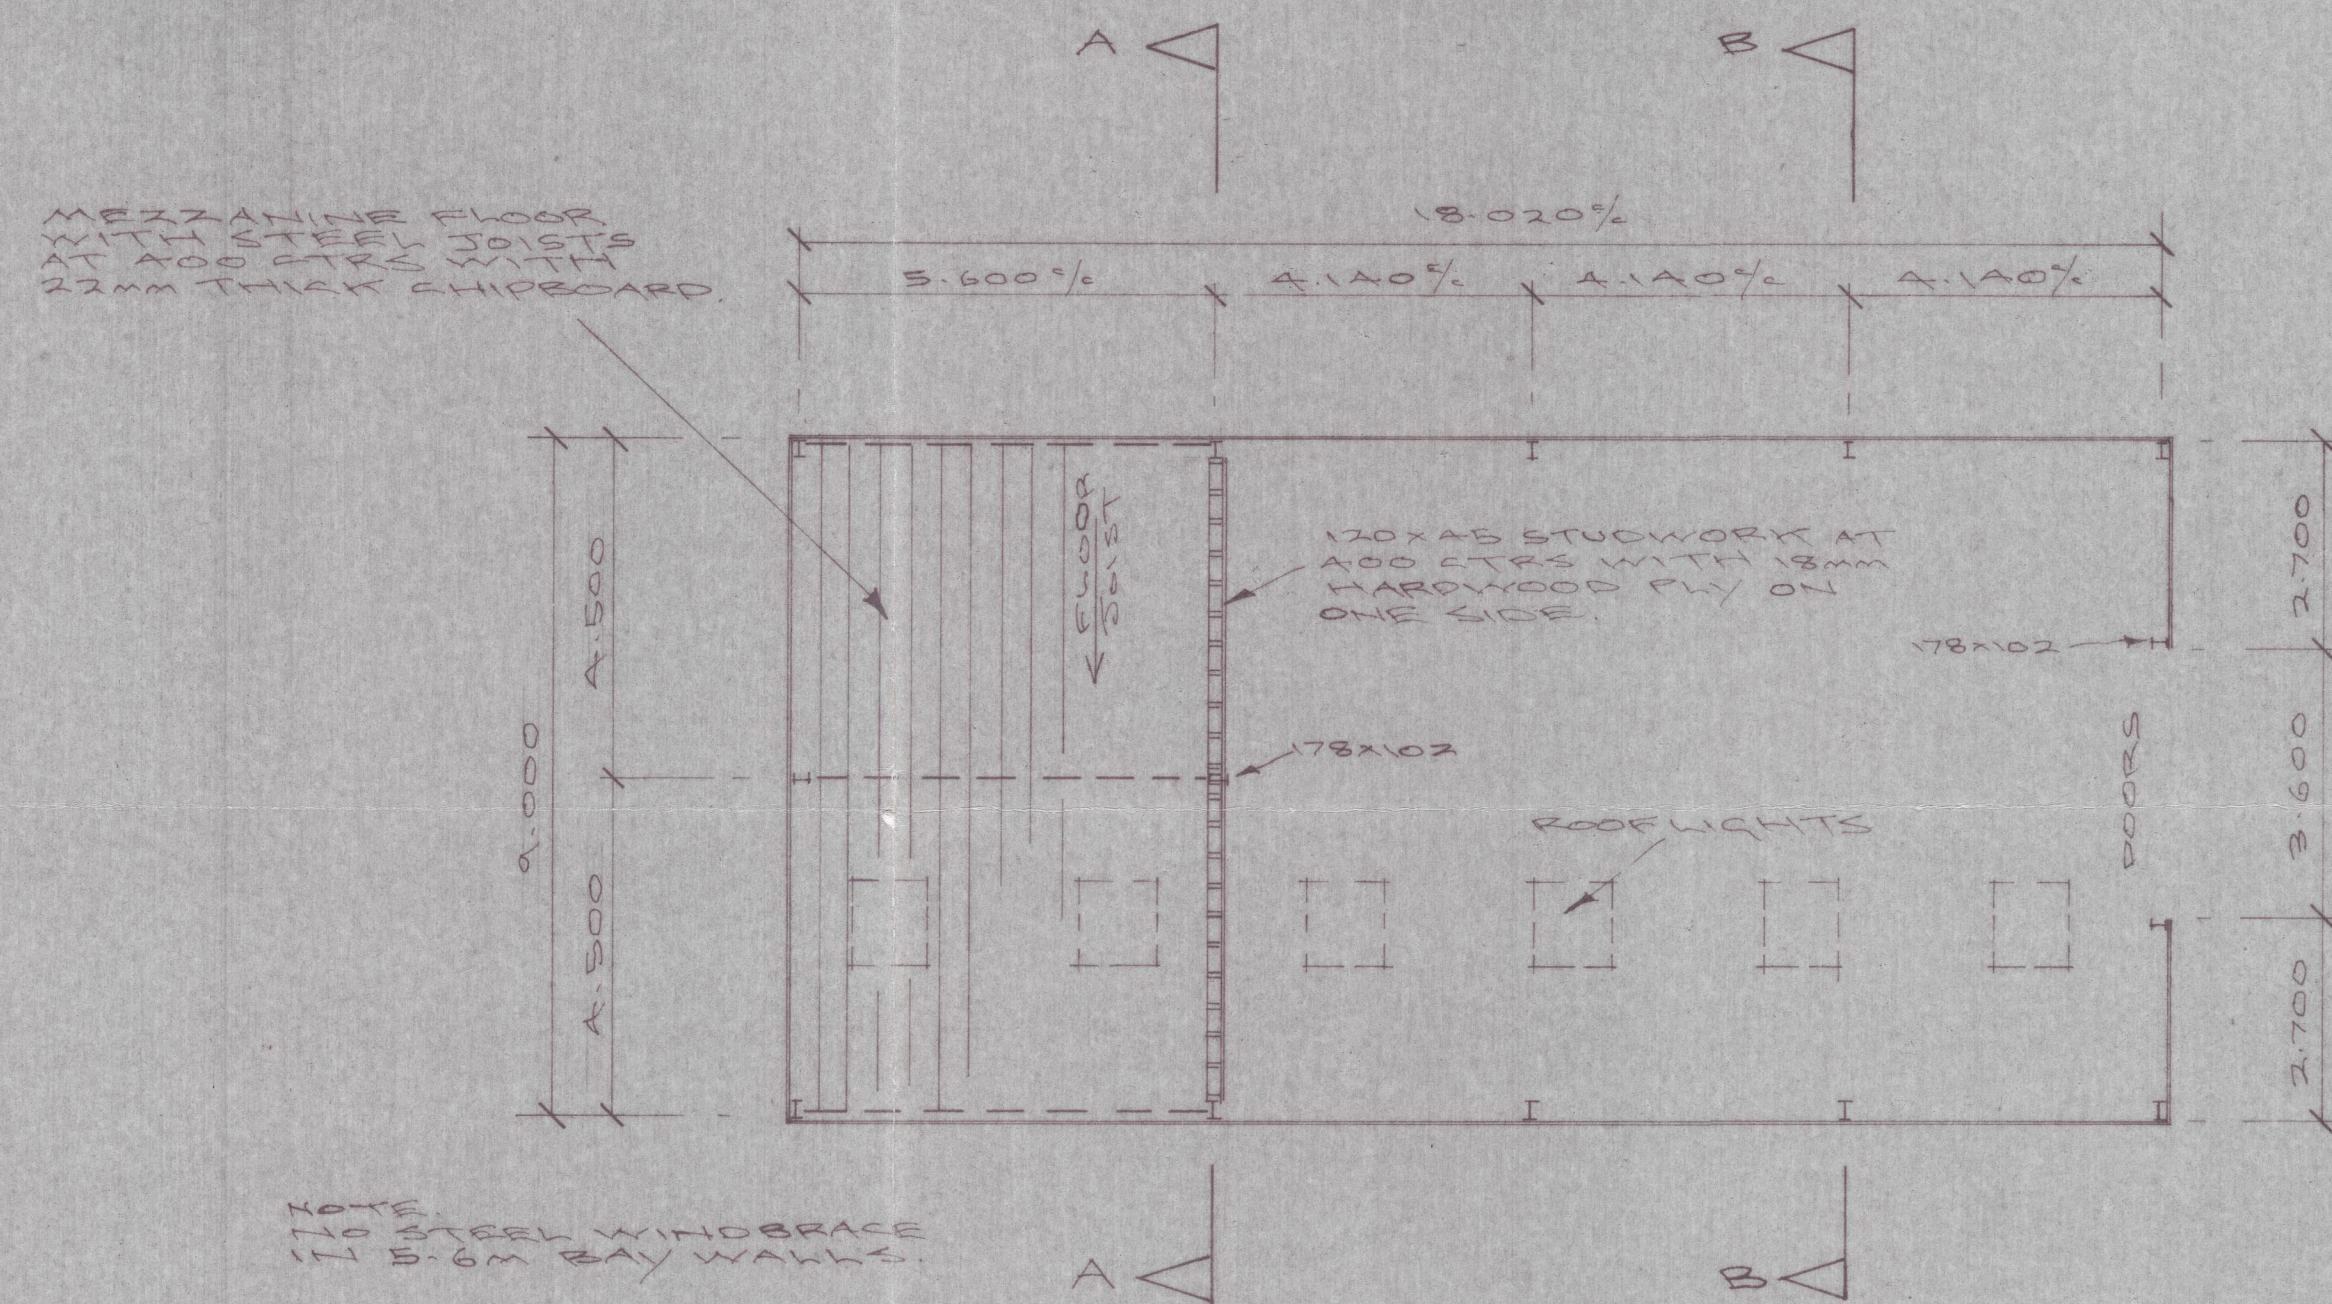 A
B
18.020 c/c
5.600 c/c
4.140 c/c
4.140 c/c
4.140 c/c
MEZZANINE FLOOR
WITH STEEL JOISTS
AT 400 CTRS WITH
22mm THICK CHIPBOARD.
FLOOR
JOIST
120 x 45 STUDWORK AT
400 CTRS WITH 18mm
HARDWOOD PLY ON
ONE SIDE.
178x102
178x102
9.000
4.500
4.500
ROOFLIGHTS
DOORS
2.700
3.600
2.700
NOTE.
NO STEEL WINDBRACE
IN 5.6m BAY WALLS.
A
B